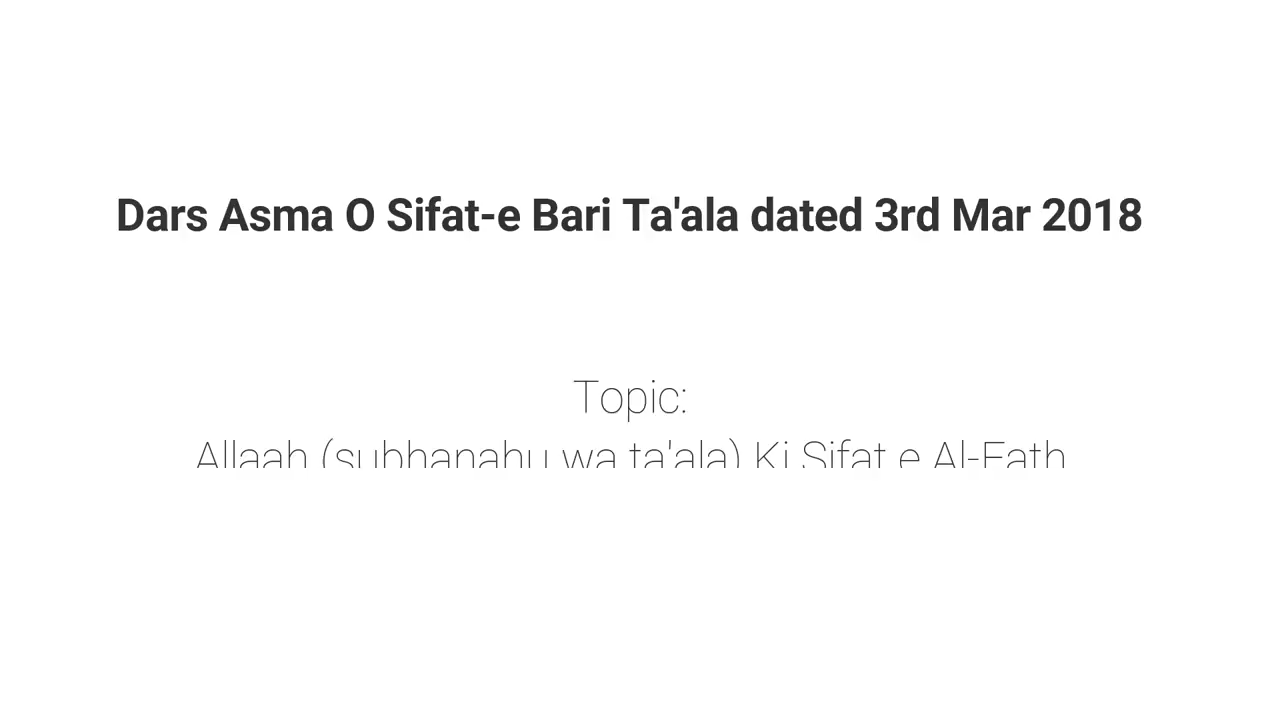 Dars Asma O Sifat-e Bari Ta'ala dated 3rd Mar 2018
Topic:
Allaah (subhanahu wa ta'ala) Ki Sifat e Al-Fath